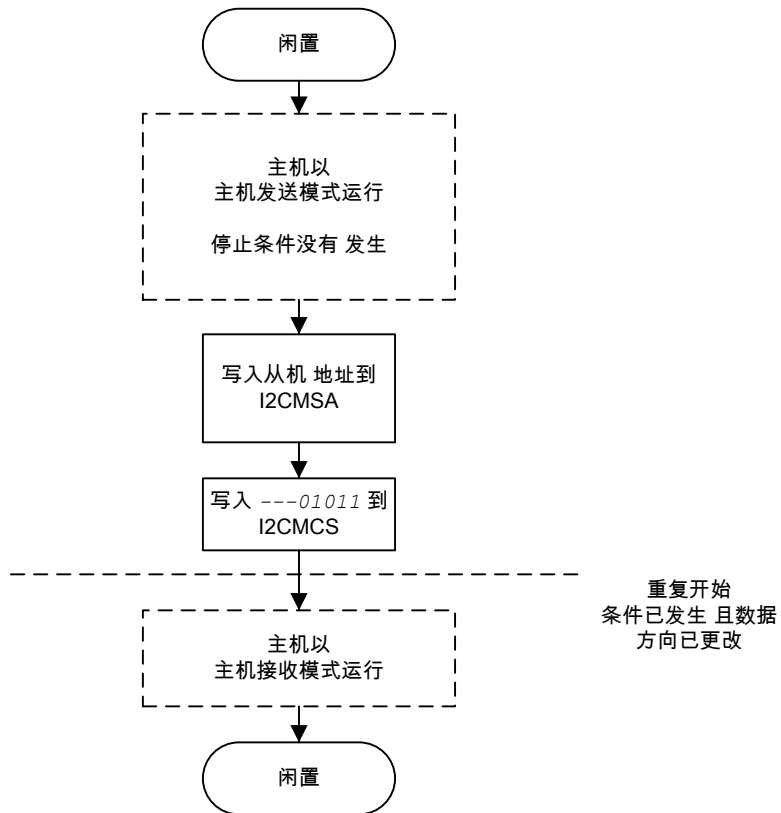 闲置
主机以
主机发送模式运行
停止条件没有 发生
写入从机 地址到
I2CMSA
写入 ---01011 到
I2CMCS
重复开始
条件已发生 且数据
方向已更改
主机以
主机接收模式运行
闲置